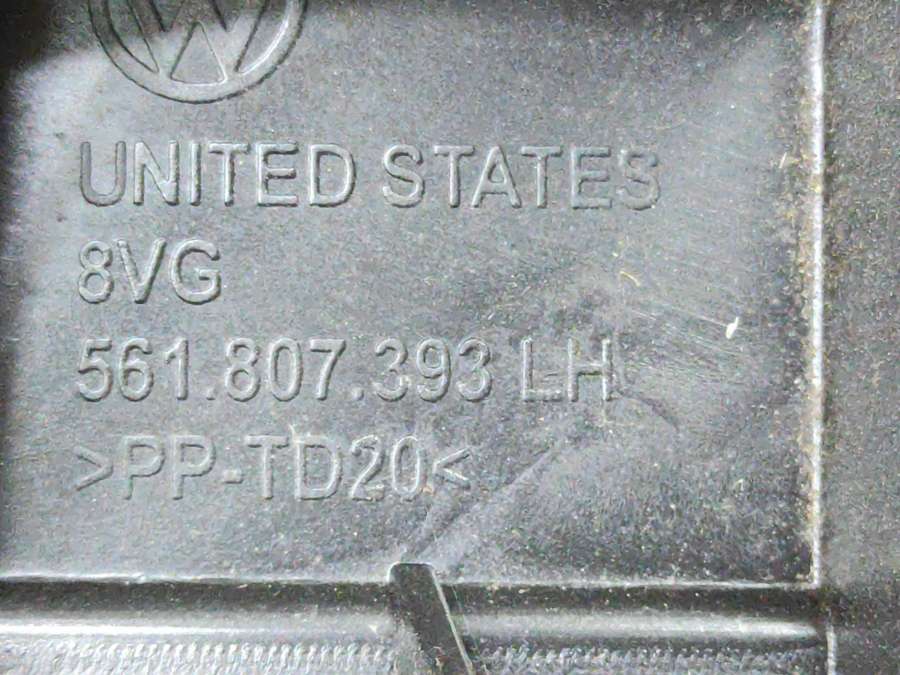 UNITED STATES
8VG
561.807.393 LH
>PP-TD20<